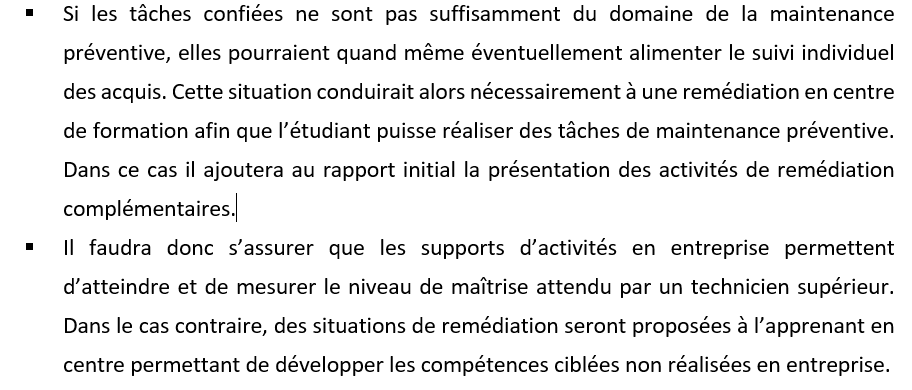 ▪ Si les tâches confiées ne sont pas suffisamment du domaine de la maintenance
préventive, elles pourraient quand même éventuellement alimenter le suivi individuel
des acquis. Cette situation conduirait alors nécessairement à une remédiation en centre
de formation afin que l’étudiant puisse réaliser des tâches de maintenance préventive.
Dans ce cas il ajoutera au rapport initial la présentation des activités de remédiation
complémentaires.
▪ Il faudra donc s’assurer que les supports d’activités en entreprise permettent
d’atteindre et de mesurer le niveau de maîtrise attendu par un technicien supérieur.
Dans le cas contraire, des situations de remédiation seront proposées à l’apprenant en
centre permettant de développer les compétences ciblées non réalisées en entreprise.